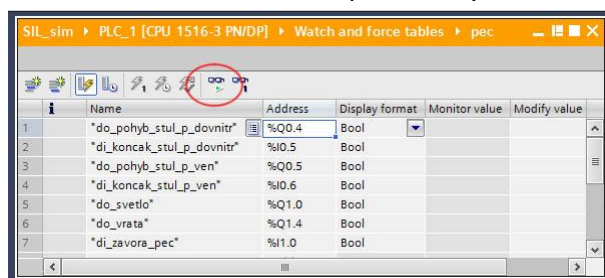 SIL_sim ▸ PLC_1 [CPU 1516-3 PN/DP] ▸ Watch and force tables ▸ pec
i Name Address Display format Monitor value Modify value
1 "do_pohyb_stul_p_dovnitr" %Q0.4 Bool
2 "di_koncak_stul_p_dovnitr" %I0.5 Bool
3 "do_pohyb_stul_p_ven" %Q0.5 Bool
4 "di_koncak_stul_p_ven" %I0.6 Bool
5 "do_svetlo" %Q1.0 Bool
6 "do_vrata" %Q1.4 Bool
7 "di_zavora_pec" %I1.0 Bool